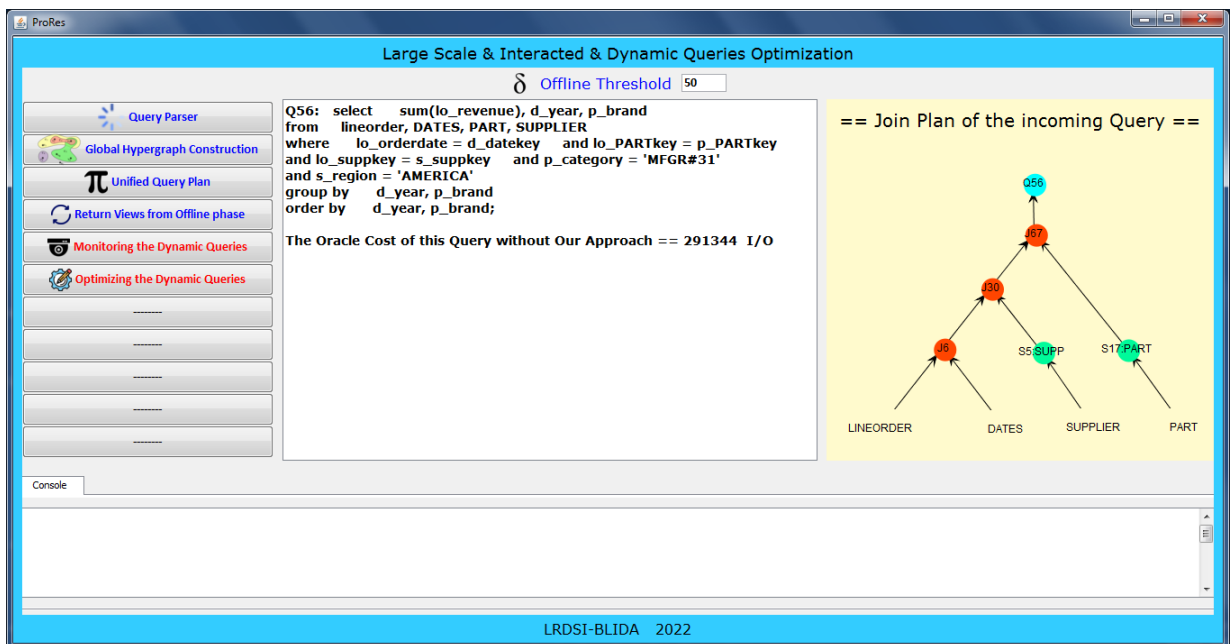 ProRes
Large Scale & Interacted & Dynamic Queries Optimization
δ Offline Threshold 50
Query Parser
Global Hypergraph Construction
π Unified Query Plan
Return Views from Offline phase
Monitoring the Dynamic Queries
Optimizing the Dynamic Queries
--------
--------
--------
--------
--------
Q56: select sum(lo_revenue), d_year, p_brand
from lineorder, DATES, PART, SUPPLIER
where lo_orderdate = d_datekey and lo_PARTkey = p_PARTkey
and lo_suppkey = s_suppkey and p_category = 'MFGR#31'
and s_region = 'AMERICA'
group by d_year, p_brand
order by d_year, p_brand;
The Oracle Cost of this Query without Our Approach == 291344 I/O
== Join Plan of the incoming Query ==
Q56
J67
J30
J6
S5:SUPP
S17:PART
LINEORDER
DATES
SUPPLIER
PART
Console
LRDSI-BLIDA 2022